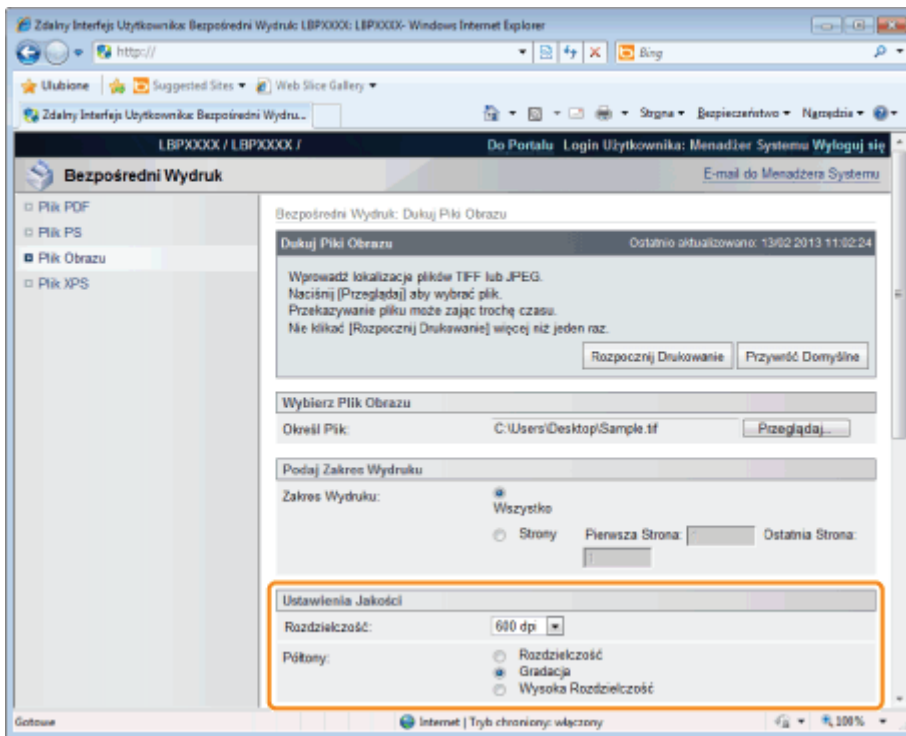 Zdalny Interfejs Użytkownika: Bezpośredni Wydruk: LBPXXXX: LBPXXXX- Windows Internet Explorer
http://
Bing
Ulubione Suggested Sites Web Slice Gallery
Zdalny Interfejs Użytkownika: Bezpośredni Wydru...
Strona Bezpieczeństwo Narzędzia
LBPXXXX / LBPXXXX / Do Portalu Login Użytkownika: Menadżer Systemu Wyloguj się
Bezpośredni Wydruk E-mail do Menadżera Systemu
Plik PDF
Plik PS
Plik Obrazu
Plik XPS
Bezpośredni Wydruk: Dukuj Piki Obrazu
Dukuj Piki Obrazu Ostatnio aktualizowano: 13/02 2013 11:02:24
Wprowadź lokalizację plików TIFF lub JPEG.
Naciśnij [Przeglądaj] aby wybrać plik.
Przekazywanie pliku może zając trochę czasu.
Nie klikać [Rozpocznij Drukowanie] więcej niż jeden raz.
Rozpocznij Drukowanie Przywróć Domyślne
Wybierz Plik Obrazu
Określ Plik: C:\Users\Desktop\Sample.tif Przeglądaj...
Podaj Zakres Wydruku
Zakres Wydruku:
Wszystko
Strony Pierwsza Strona: 1 Ostatnia Strona:
1
Ustawienia Jakości
Rozdzielczość: 600 dpi
Półtony: Rozdzielczość
Gradacja
Wysoka Rozdzielczość
Gotowe Internet | Tryb chroniony: włączony 100%